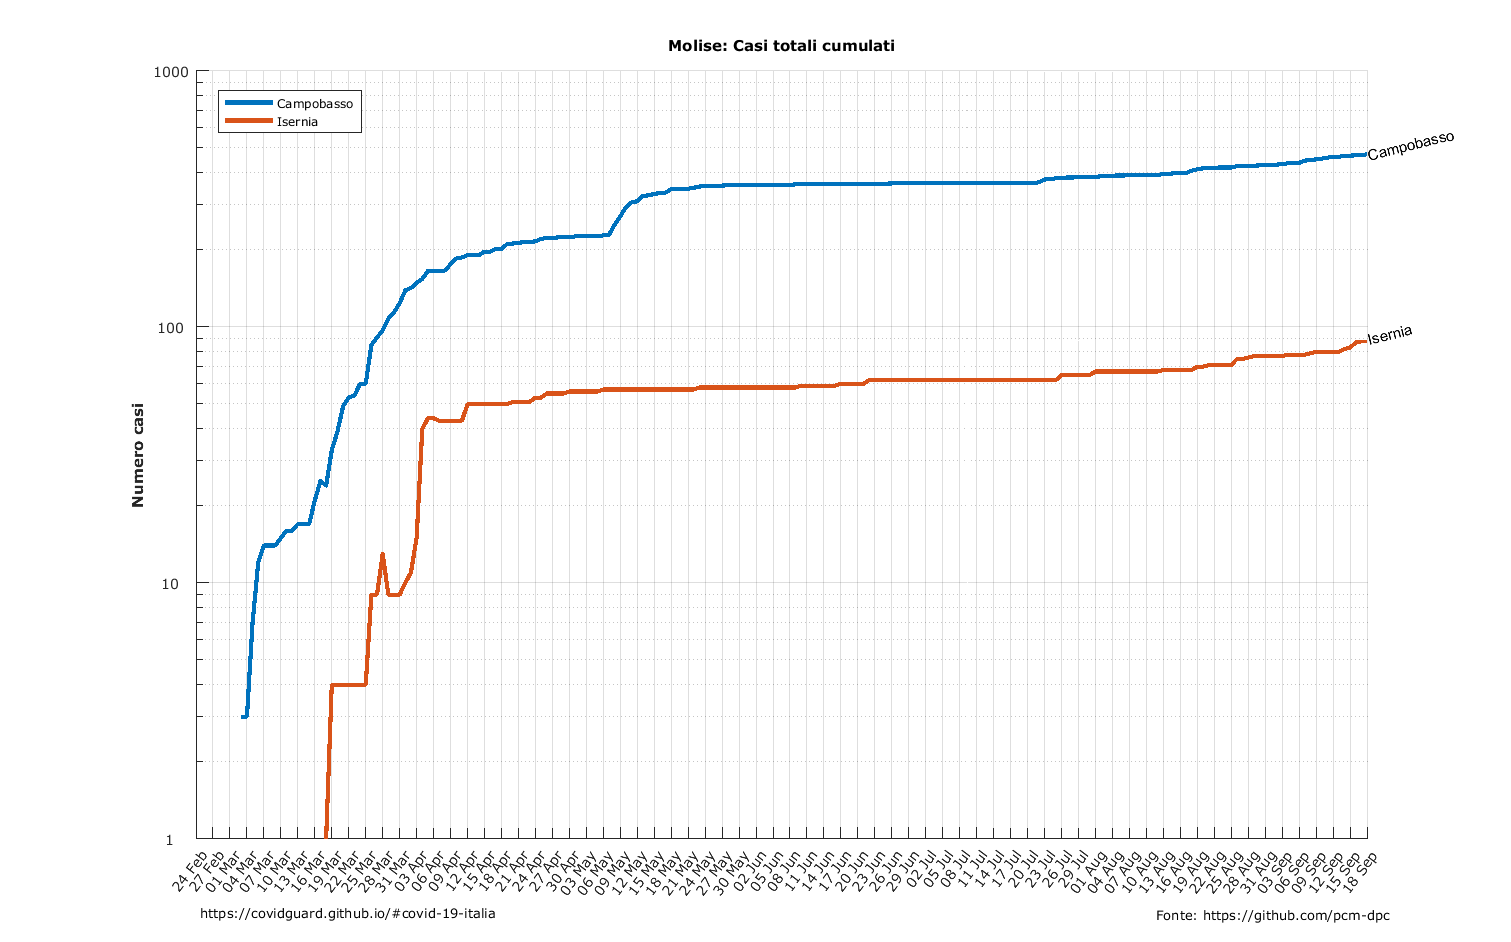 Molise: Casi totali cumulati
1000
100
10
1
Numero casi
Campobasso
Isernia
Campobasso
Isernia
24 Feb
27 Feb
01 Mar
04 Mar
07 Mar
10 Mar
13 Mar
16 Mar
19 Mar
22 Mar
25 Mar
28 Mar
31 Mar
03 Apr
06 Apr
09 Apr
12 Apr
15 Apr
18 Apr
21 Apr
24 Apr
27 Apr
30 Apr
03 May
06 May
09 May
12 May
15 May
18 May
21 May
24 May
27 May
30 May
02 Jun
05 Jun
08 Jun
11 Jun
14 Jun
17 Jun
20 Jun
23 Jun
26 Jun
29 Jun
02 Jul
05 Jul
08 Jul
11 Jul
14 Jul
17 Jul
20 Jul
23 Jul
26 Jul
29 Jul
01 Aug
04 Aug
07 Aug
10 Aug
13 Aug
16 Aug
19 Aug
22 Aug
25 Aug
28 Aug
31 Aug
03 Sep
06 Sep
09 Sep
12 Sep
15 Sep
18 Sep
https://covidguard.github.io/#covid-19-italia
Fonte: https://github.com/pcm-dpc